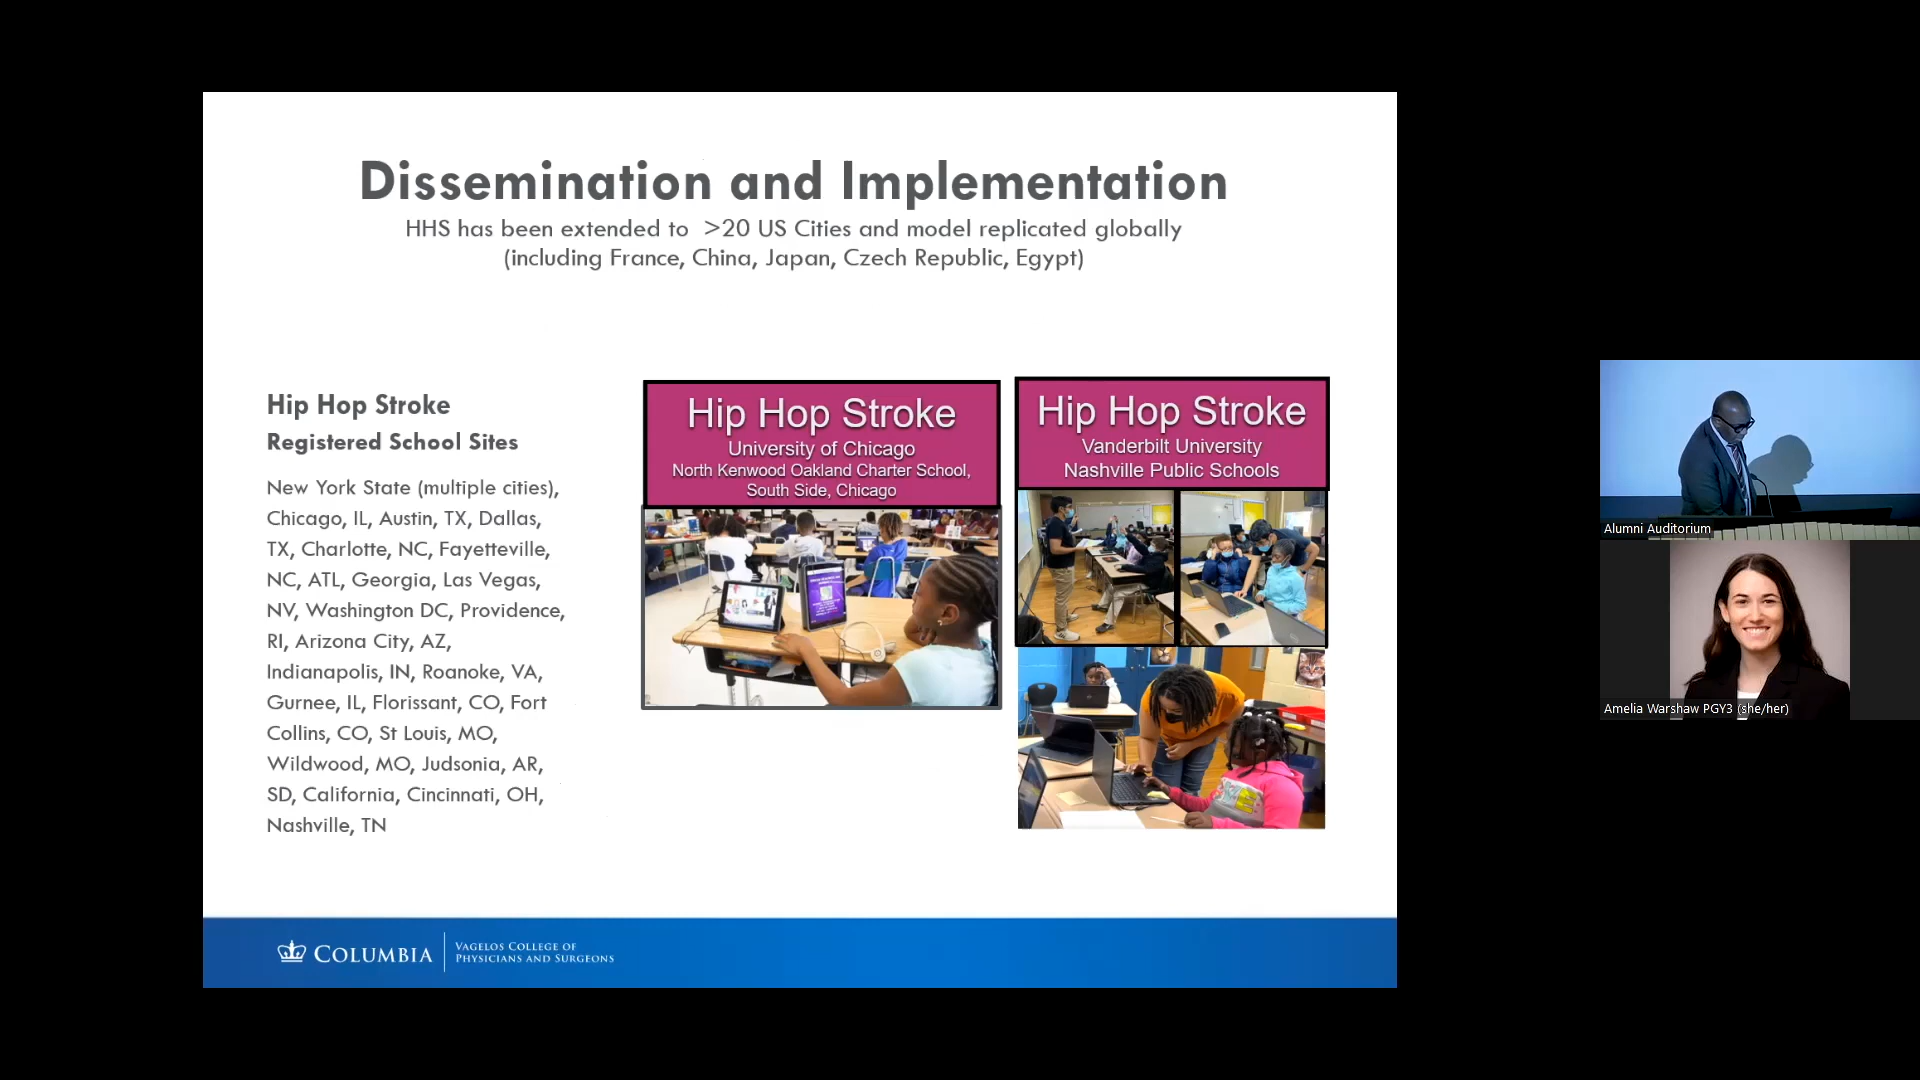 Dissemination and Implementation
HHS has been extended to >20 US Cities and model replicated globally
(including France, China, Japan, Czech Republic, Egypt)
Hip Hop Stroke
Registered School Sites
New York State (multiple cities),
Chicago, IL, Austin, TX, Dallas,
TX, Charlotte, NC, Fayetteville,
NC, ATL, Georgia, Las Vegas,
NV, Washington DC, Providence,
RI, Arizona City, AZ,
Indianapolis, IN, Roanoke, VA,
Gurnee, IL, Florissant, CO, Fort
Collins, CO, St Louis, MO,
Wildwood, MO, Judsonia, AR,
SD, California, Cincinnati, OH,
Nashville, TN
Hip Hop Stroke
University of Chicago
North Kenwood Oakland Charter School,
South Side, Chicago
Hip Hop Stroke
Vanderbilt University
Nashville Public Schools
COLUMBIA
VAGELOS COLLEGE OF
PHYSICIANS AND SURGEONS
Alumni Auditorium
Amelia Warshaw PGY3 (she/her)